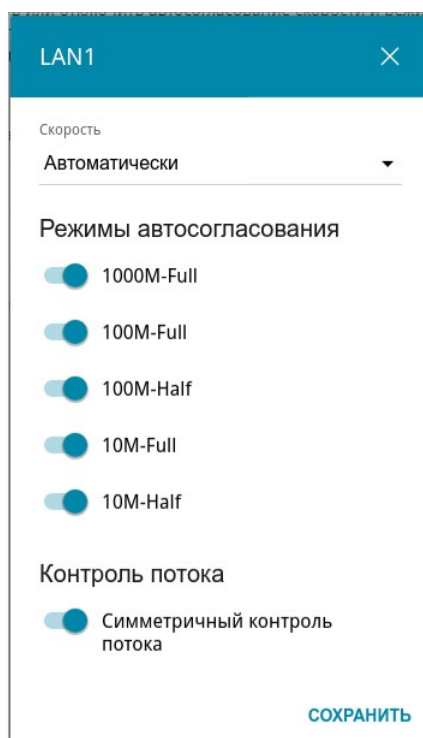 LAN1
Скорость
Автоматически
Режимы автосогласования
1000M-Full
100M-Full
100M-Half
10M-Full
10M-Half
Контроль потока
Симметричный контроль
потока
СОХРАНИТЬ